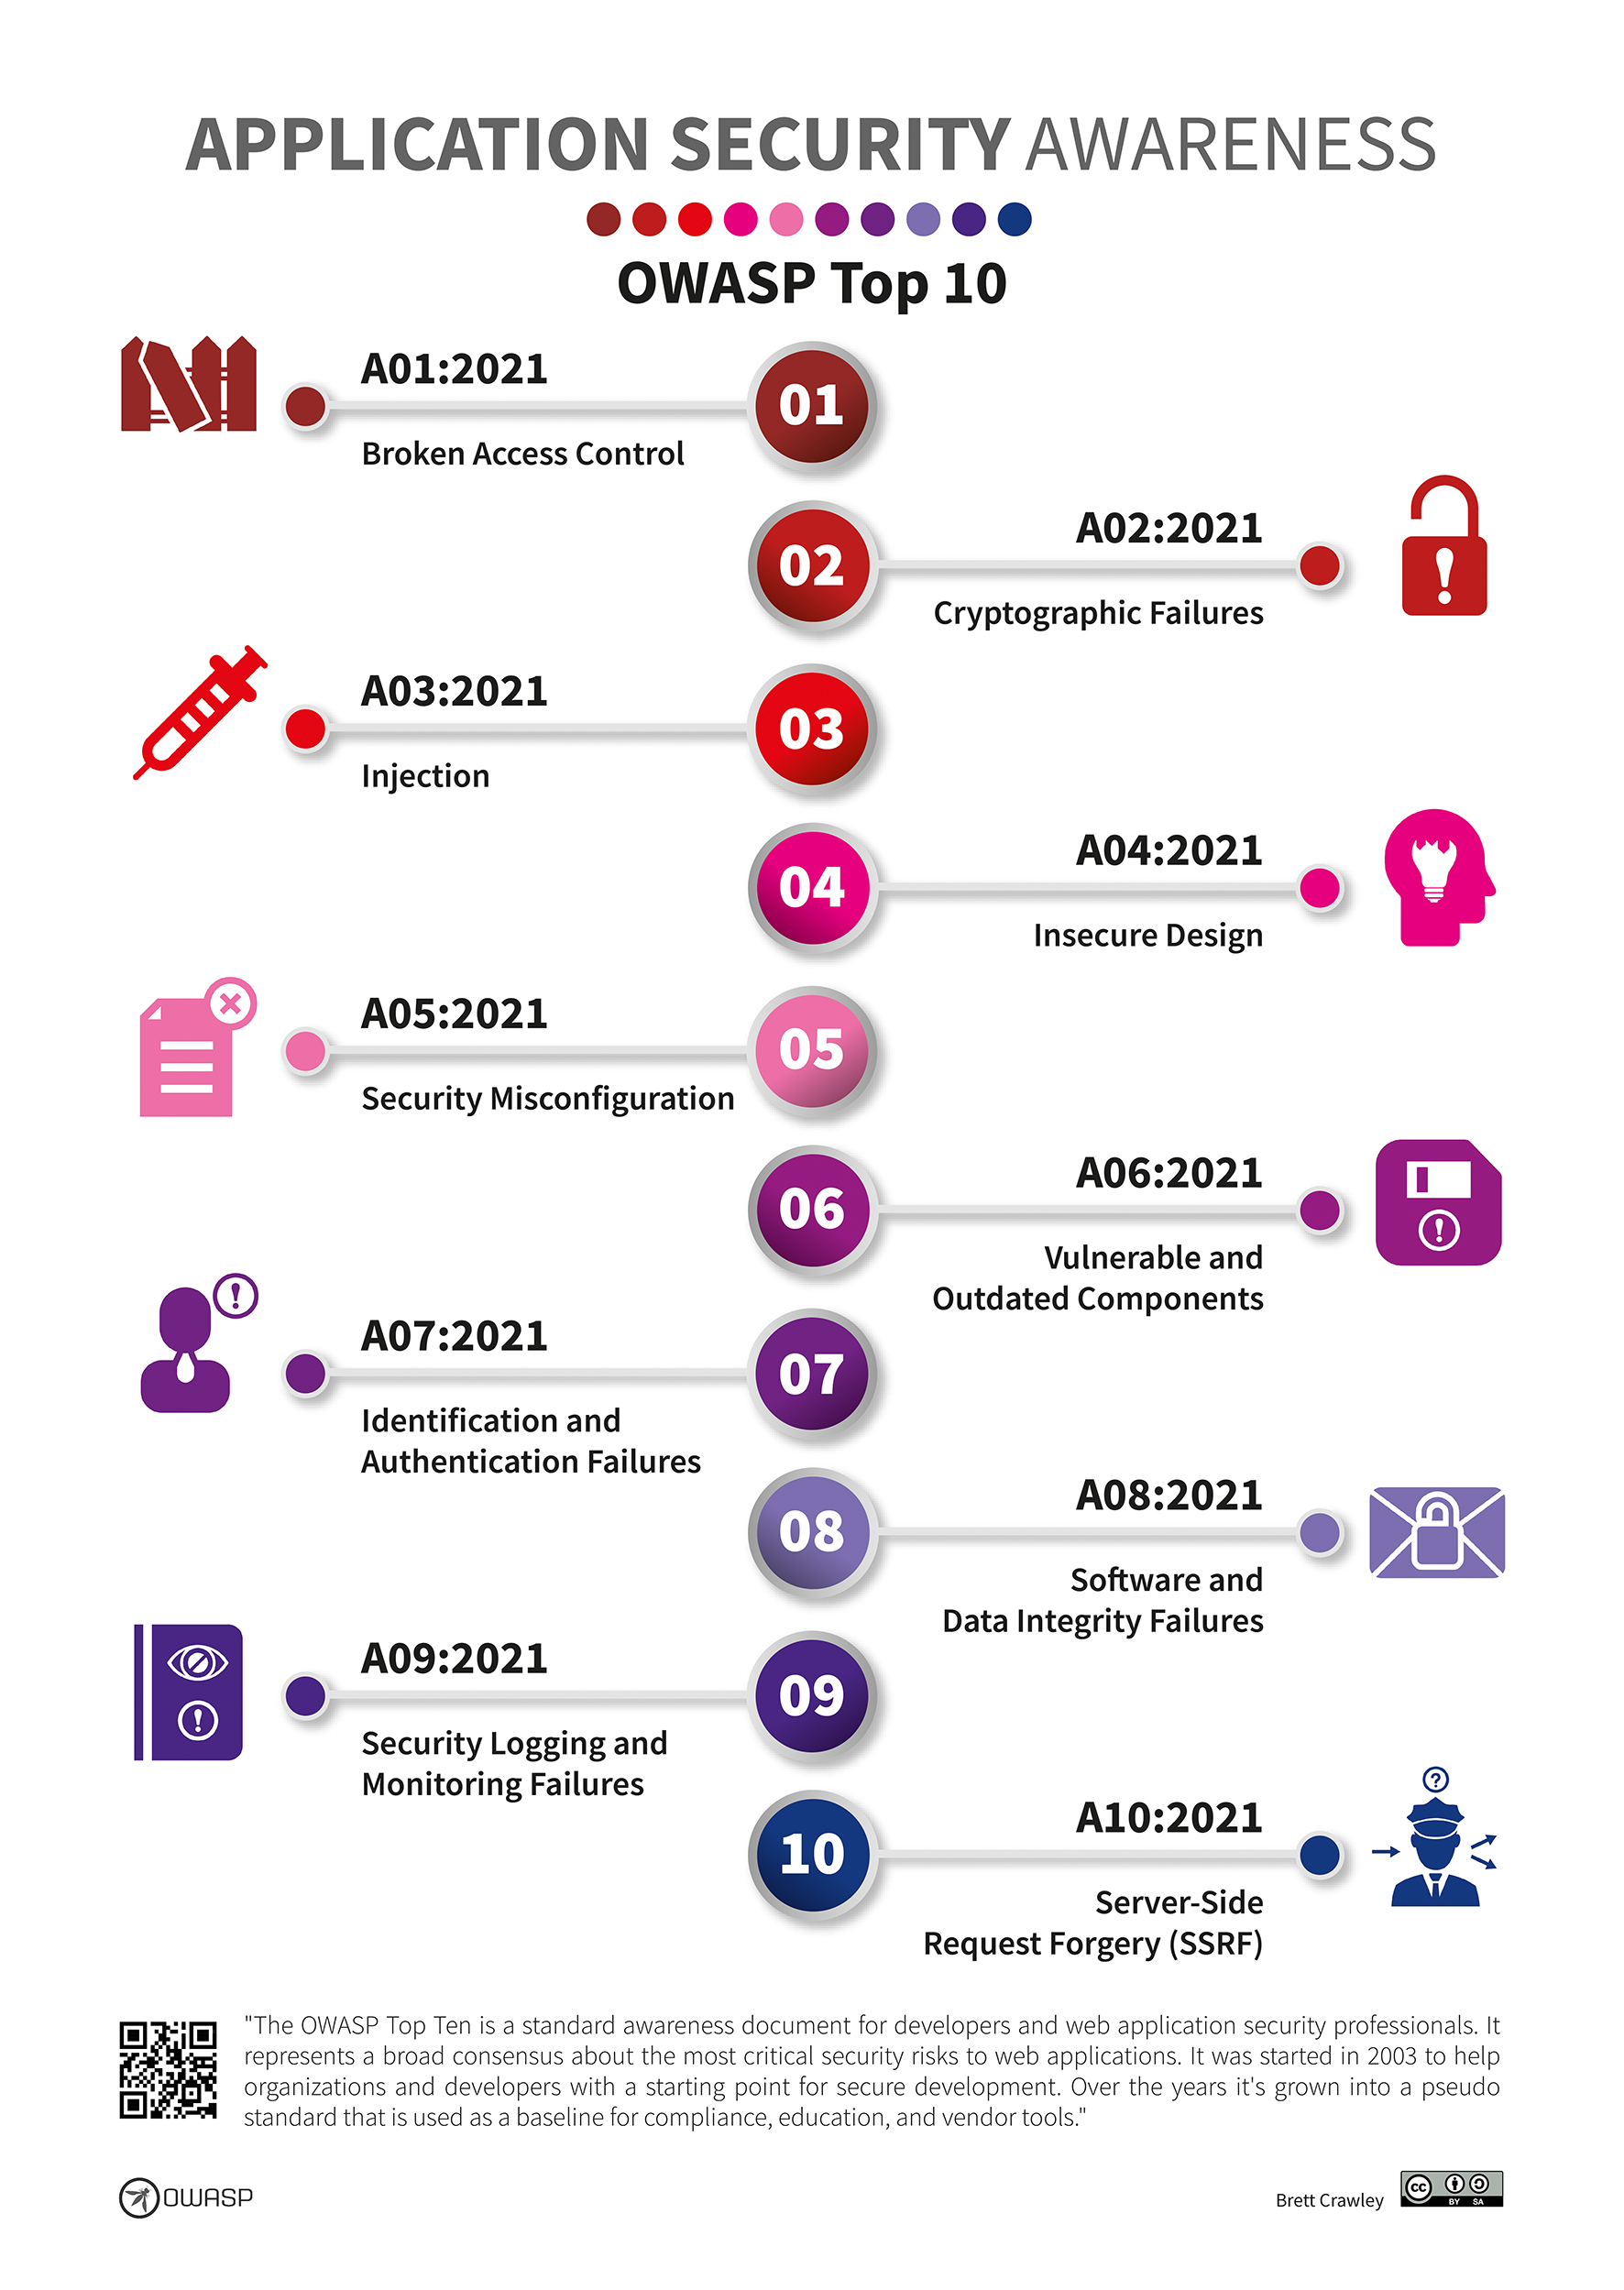 APPLICATION SECURITY AWARENESS
OWASP Top 10
A01:2021
01
Broken Access Control
A02:2021
02
Cryptographic Failures
A03:2021
03
Injection
A04:2021
04
Insecure Design
A05:2021
05
Security Misconfiguration
A06:2021
06
Vulnerable and
Outdated Components
A07:2021
07
Identification and
Authentication Failures
A08:2021
08
Software and
Data Integrity Failures
A09:2021
09
Security Logging and
Monitoring Failures
A10:2021
10
Server-Side
Request Forgery (SSRF)
"The OWASP Top Ten is a standard awareness document for developers and web application security professionals. It
represents a broad consensus about the most critical security risks to web applications. It was started in 2003 to help
organizations and developers with a starting point for secure development. Over the years it's grown into a pseudo
standard that is used as a baseline for compliance, education, and vendor tools."
OWASP
Brett Crawley
cc
BY SA